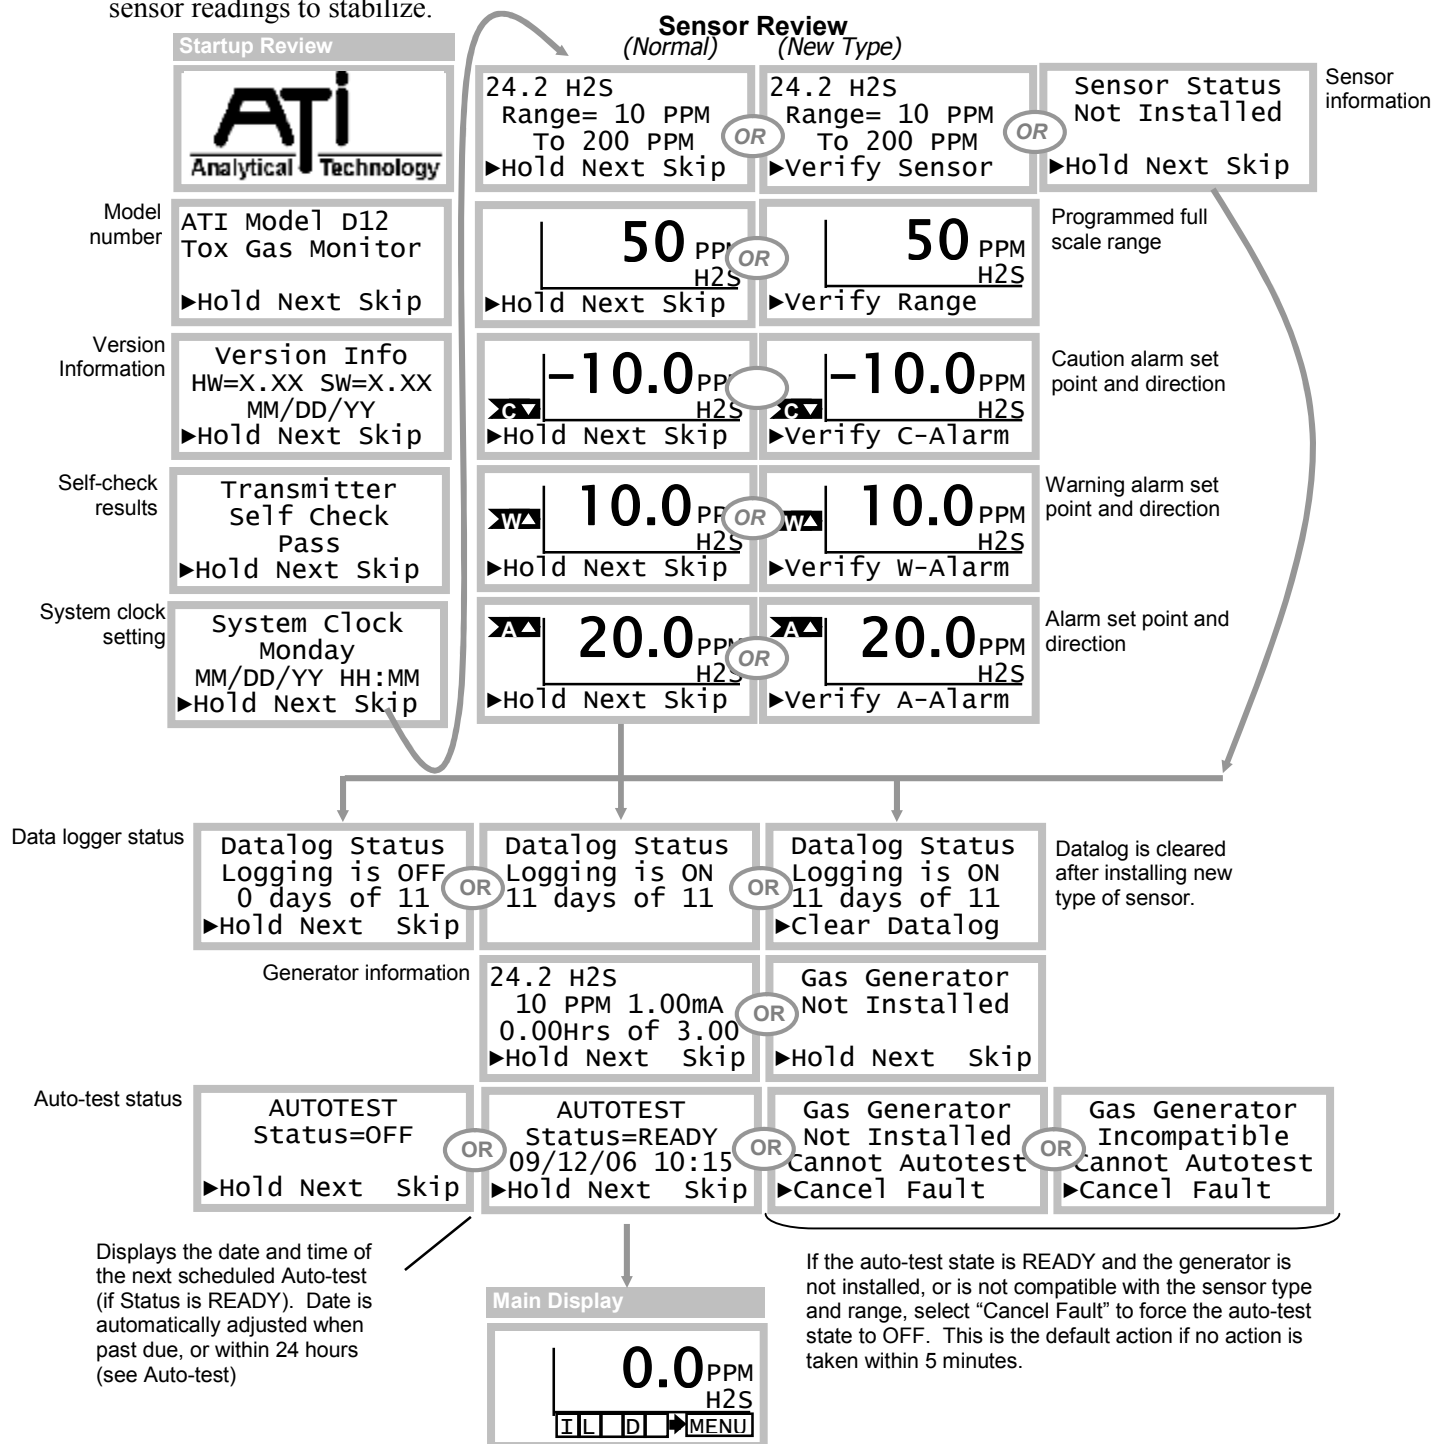 sensor readings to stabilize.
Startup Review
ATi
Analytical Technology
Model
number
ATI Model D12
Tox Gas Monitor
►Hold Next Skip
Version
Information
Version Info
HW=X.XX SW=X.XX
MM/DD/YY
►Hold Next Skip
Self-check
results
Transmitter
Self Check
Pass
►Hold Next Skip
System clock
setting
System Clock
Monday
MM/DD/YY HH:MM
►Hold Next Skip
Sensor Review
(Normal) (New Type)
24.2 H2S
Range= 10 PPM
To 200 PPM
►Hold Next Skip
OR
24.2 H2S
Range= 10 PPM
To 200 PPM
►Verify Sensor
OR
Sensor Status
Not Installed
►Hold Next Skip
Sensor
information
50 PPM
H2S
►Hold Next Skip
OR
50 PPM
H2S
►Verify Range
Programmed full
scale range
-10.0 PPM
C▼ H2S
►Hold Next Skip
-10.0 PPM
C▼ H2S
►Verify C-Alarm
Caution alarm set
point and direction
W▲ 10.0 PPM
H2S
►Hold Next Skip
OR
W▲ 10.0 PPM
H2S
►Verify W-Alarm
Warning alarm set
point and direction
A▲ 20.0 PPM
H2S
►Hold Next Skip
OR
A▲ 20.0 PPM
H2S
►Verify A-Alarm
Alarm set point and
direction
Data logger status
Datalog Status
Logging is OFF
0 days of 11
►Hold Next Skip
OR
Datalog Status
Logging is ON
11 days of 11
OR
Datalog Status
Logging is ON
11 days of 11
►Clear Datalog
Datalog is cleared
after installing new
type of sensor.
Generator information
24.2 H2S
10 PPM 1.00mA
0.00Hrs of 3.00
►Hold Next Skip
OR
Gas Generator
Not Installed
►Hold Next Skip
Auto-test status
AUTOTEST
Status=OFF
►Hold Next Skip
OR
AUTOTEST
Status=READY
09/12/06 10:15
►Hold Next Skip
OR
Gas Generator
Not Installed
Cannot Autotest
►Cancel Fault
OR
Gas Generator
Incompatible
Cannot Autotest
►Cancel Fault
Displays the date and time of
the next scheduled Auto-test
(if Status is READY). Date is
automatically adjusted when
past due, or within 24 hours
(see Auto-test)
If the auto-test state is READY and the generator is
not installed, or is not compatible with the sensor type
and range, select “Cancel Fault” to force the auto-test
state to OFF. This is the default action if no action is
taken within 5 minutes.
Main Display
0.0 PPM
H2S
I L D MENU